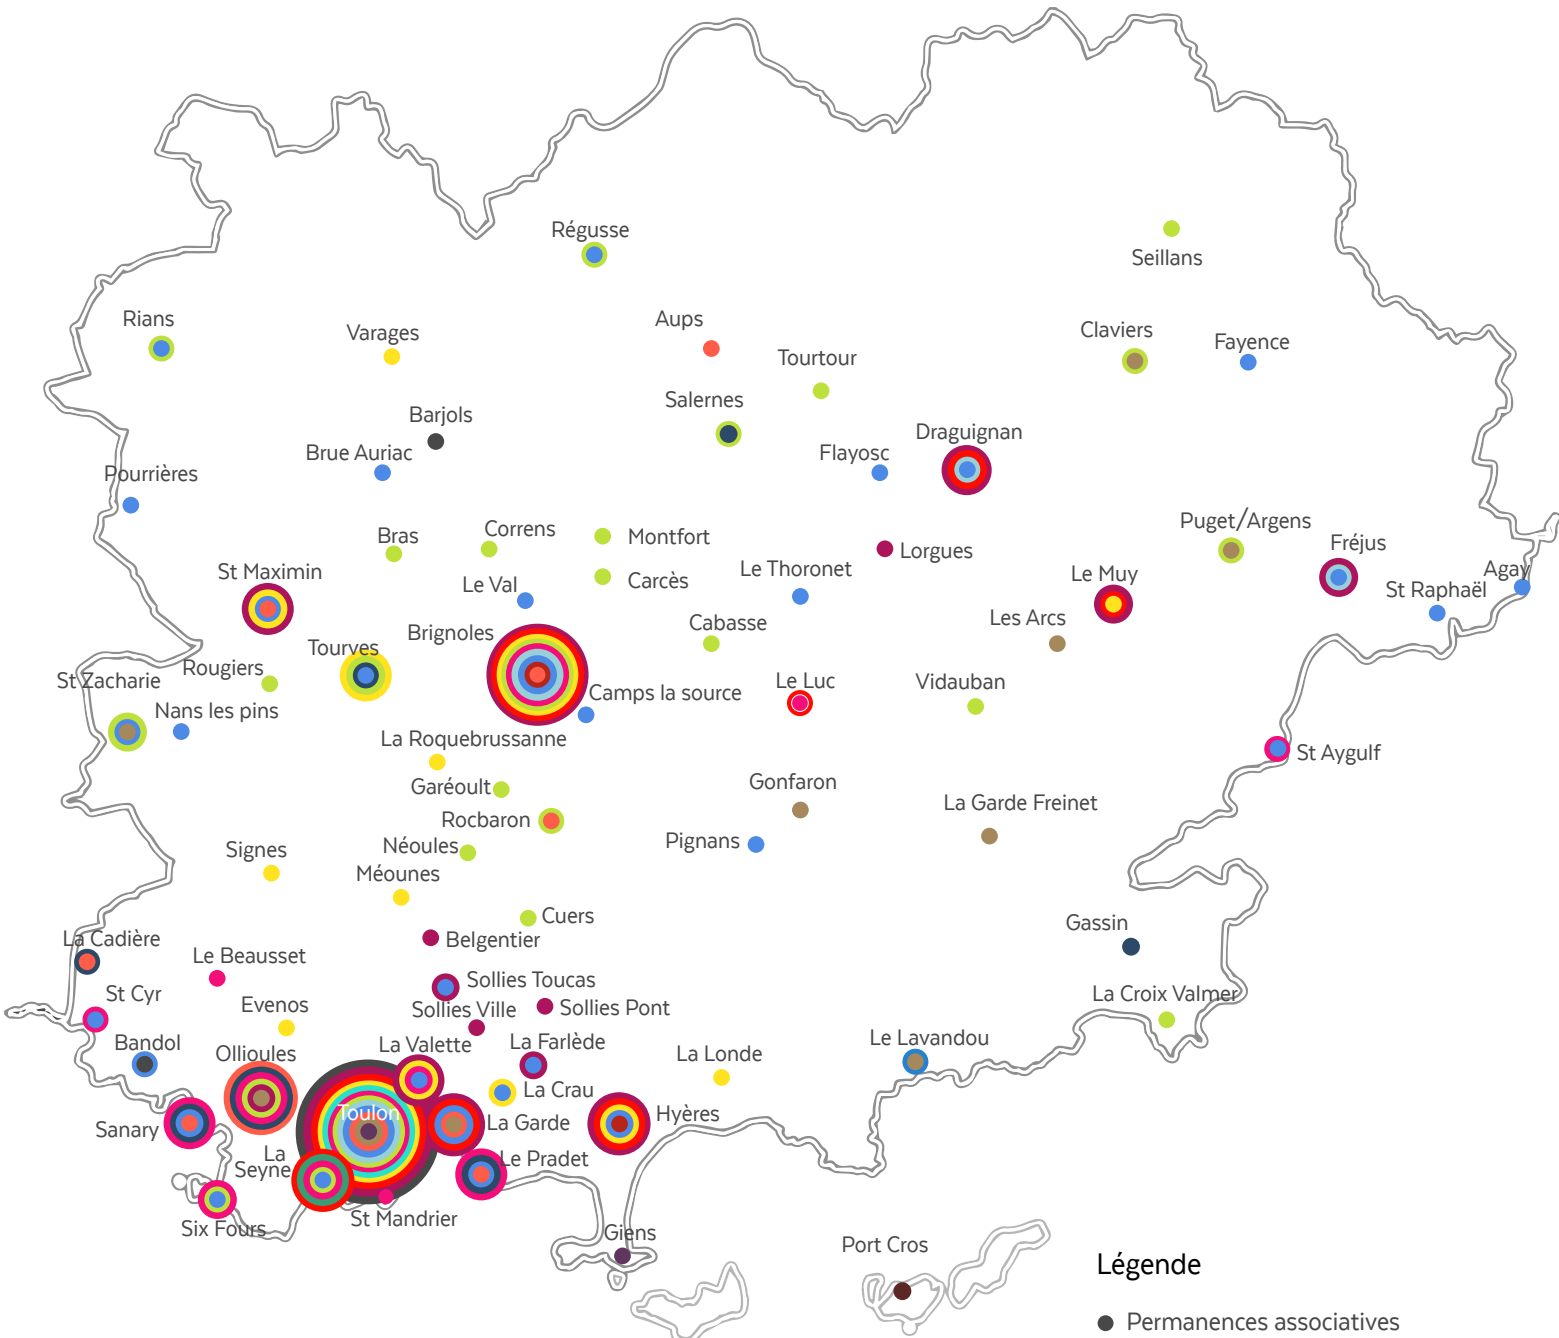 Régusse
Seillans
Rians
Varages
Aups
Claviers
Fayence
Tourtour
Salernes
Barjols
Brue Auriac
Flayosc
Draguignan
Pourrières
Puget/Argens
Bras
Correns
Montfort
Lorgues
Fréjus
St Maximin
Le Val
Carcès
Le Thoronet
Le Muy
St Raphaël
Agay
Les Arcs
Cabasse
Brignoles
Tourves
Rougiers
St Zacharie
Nans les pins
Camps la source
Le Luc
Vidauban
La Roquebrussanne
St Aygulf
Garéoult
Gonfaron
La Garde Freinet
Rocbaron
Pignans
Néoules
Signes
Méounes
Cuers
Gassin
La Cadière
Belgentier
Le Beausset
Sollies Toucas
St Cyr
Evenos
Sollies Ville
Sollies Pont
La Croix Valmer
Bandol
Ollioules
La Valette
La Farlède
La Londe
Le Lavandou
La Crau
Toulon
La Garde
Hyères
Sanary
La
Seyne
Le Pradet
Six Fours
St Mandrier
Giens
Port Cros
Légende
Permanences associatives